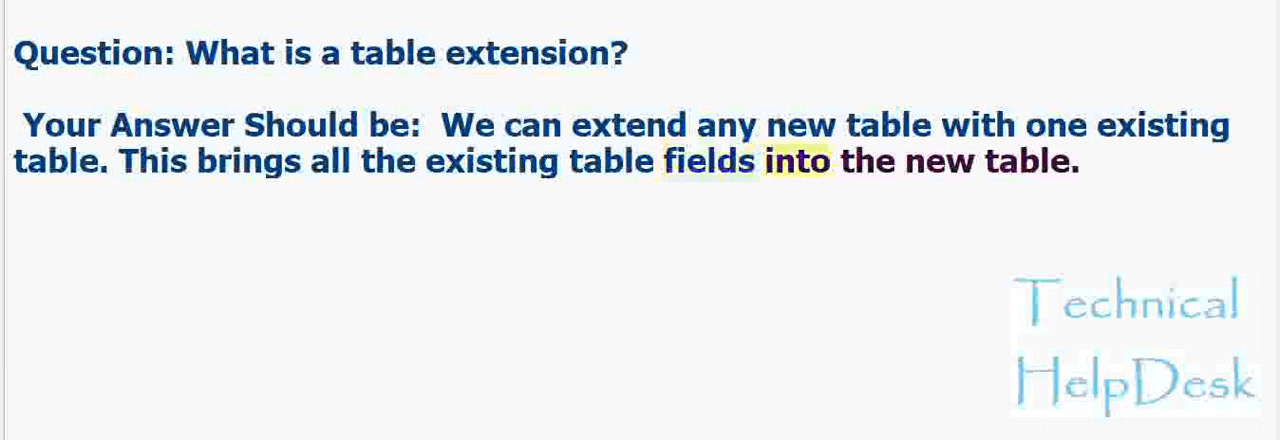 Question: What is a table extension?
Your Answer Should be: We can extend any new table with one existing
table. This brings all the existing table fields into the new table.
Technical
HelpDesk